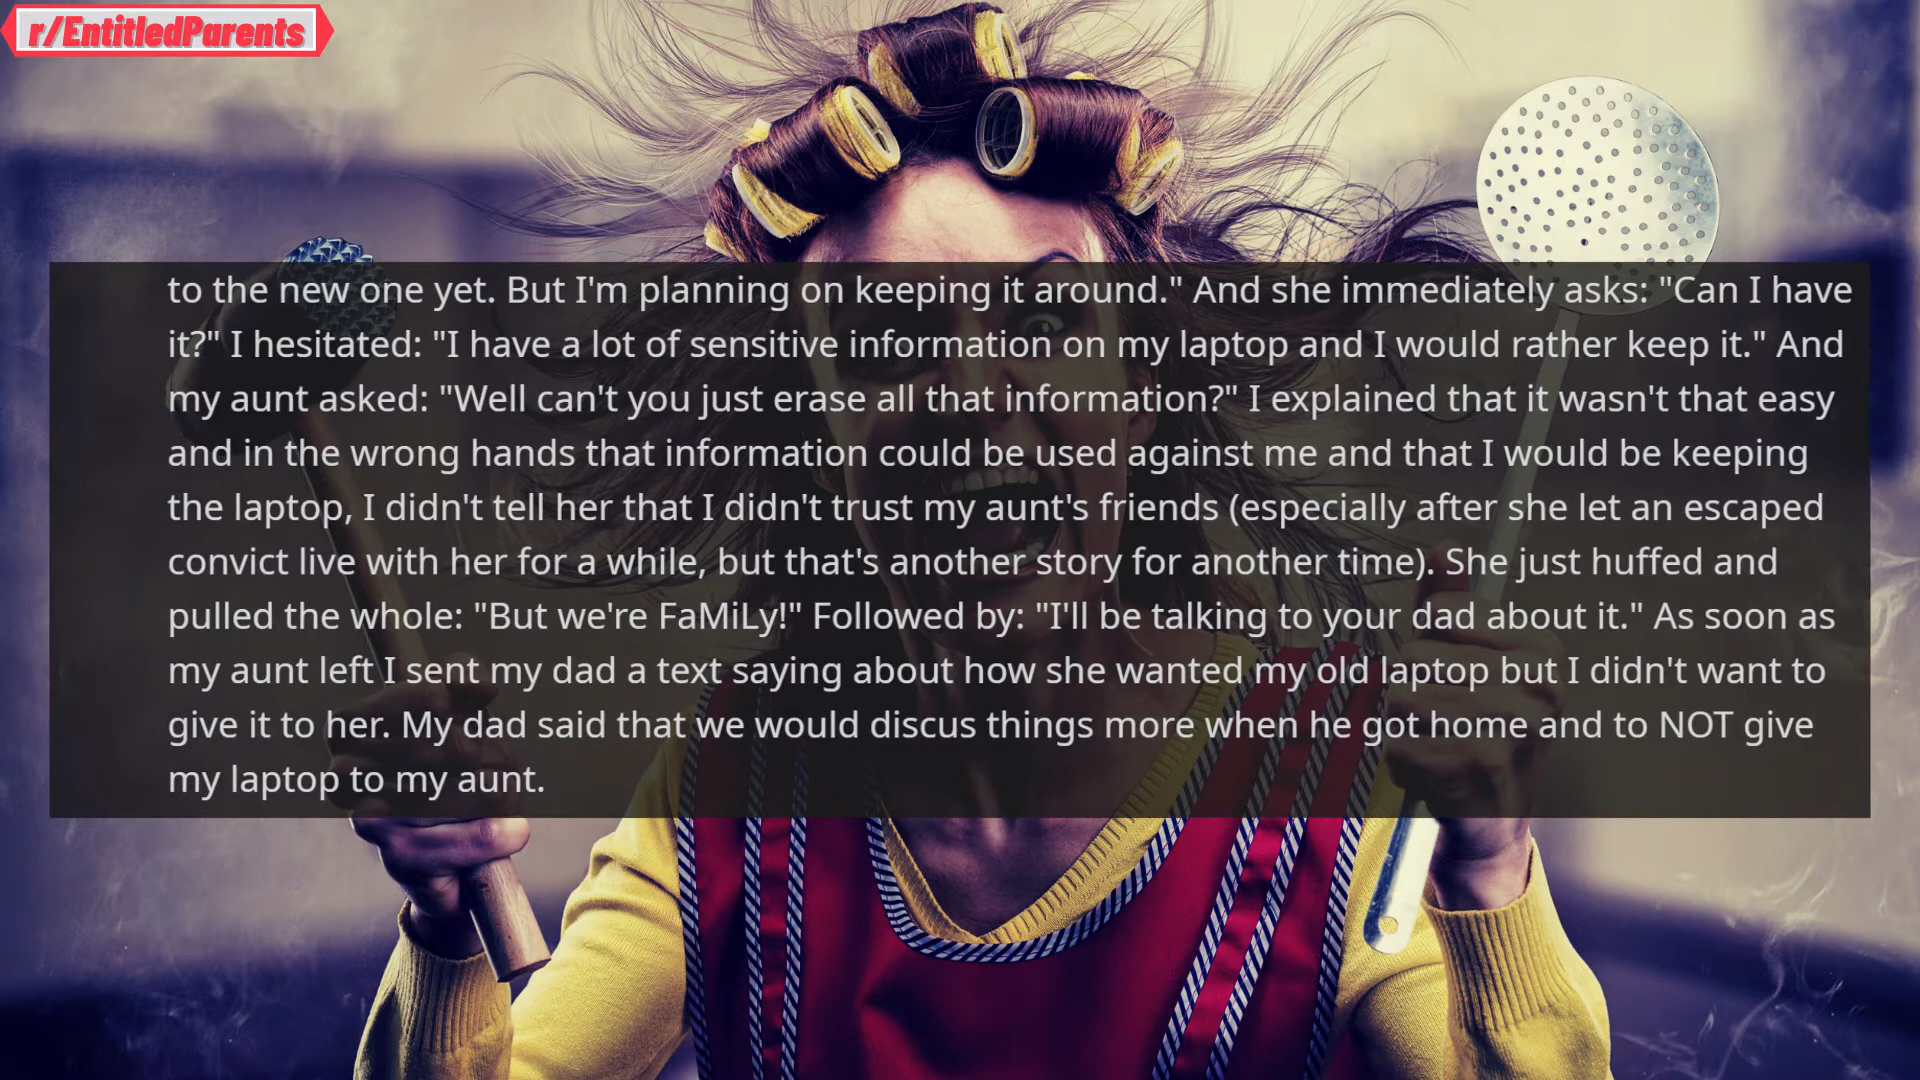 r/EntitledParents
to the new one yet. But I'm planning on keeping it around." And she immediately asks: "Can I have
it?" I hesitated: "I have a lot of sensitive information on my laptop and I would rather keep it." And
my aunt asked: "Well can't you just erase all that information?" I explained that it wasn't that easy
and in the wrong hands that information could be used against me and that I would be keeping
the laptop, I didn't tell her that I didn't trust my aunt's friends (especially after she let an escaped
convict live with her for a while, but that's another story for another time). She just huffed and
pulled the whole: "But we're FaMiLy!" Followed by: "I'll be talking to your dad about it." As soon as
my aunt left I sent my dad a text saying about how she wanted my old laptop but I didn't want to
give it to her. My dad said that we would discus things more when he got home and to NOT give
my laptop to my aunt.